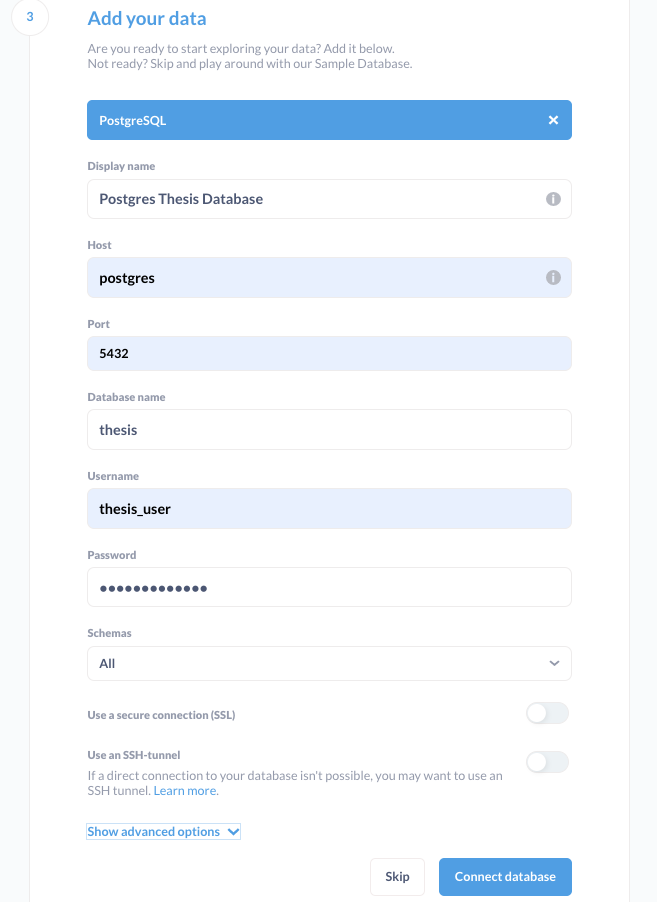 3
Add your data
Are you ready to start exploring your data? Add it below.
Not ready? Skip and play around with our Sample Database.
PostgreSQL
Display name
Postgres Thesis Database
Host
postgres
Port
5432
Database name
thesis
Username
thesis_user
Password
•••••••••••••
Schemas
All
Use a secure connection (SSL)
Use an SSH-tunnel
If a direct connection to your database isn't possible, you may want to use an
SSH tunnel. Learn more.
Show advanced options
Skip
Connect database